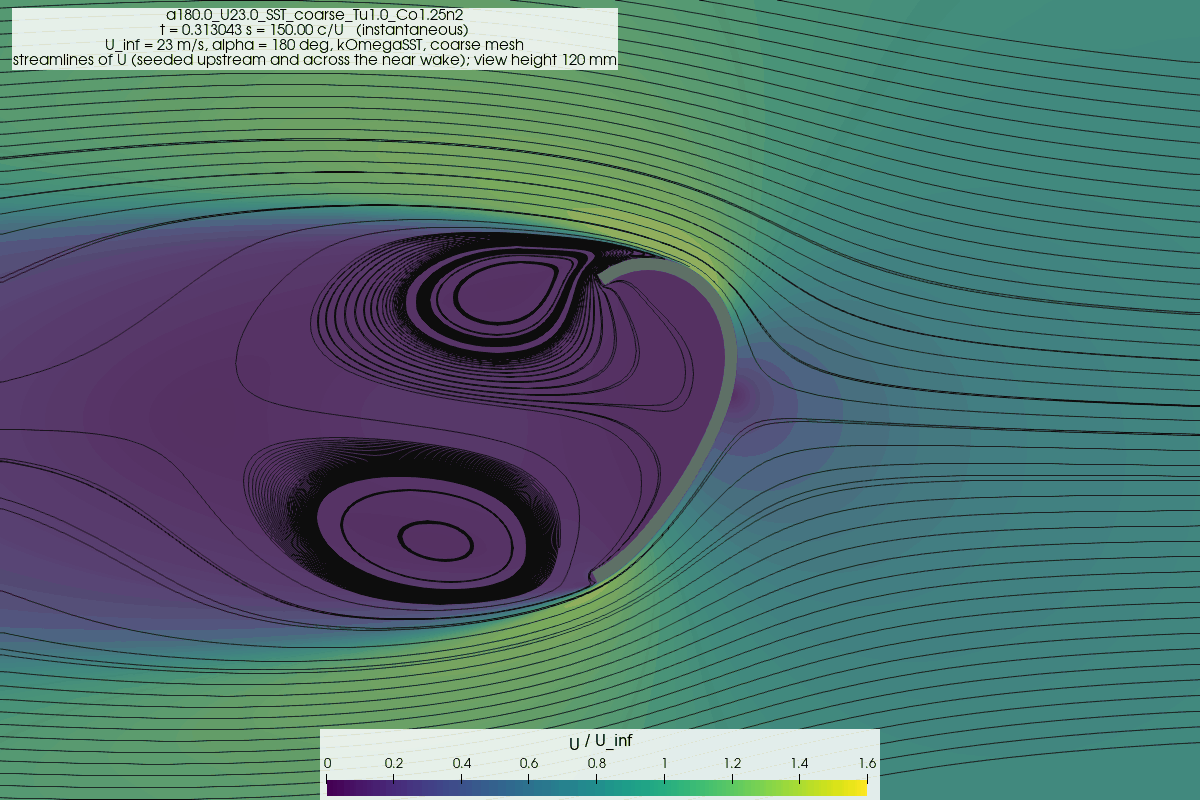 a180.0_U23.0_SST_coarse_Tu1.0_Co1.25n2
t = 0.313043 s = 150.00 c/U (instantaneous)
U_inf = 23 m/s, alpha = 180 deg, kOmegaSST, coarse mesh
streamlines of U (seeded upstream and across the near wake); view height 120 mm
U / U_inf
0 0.2 0.4 0.6 0.8 1 1.2 1.4 1.6